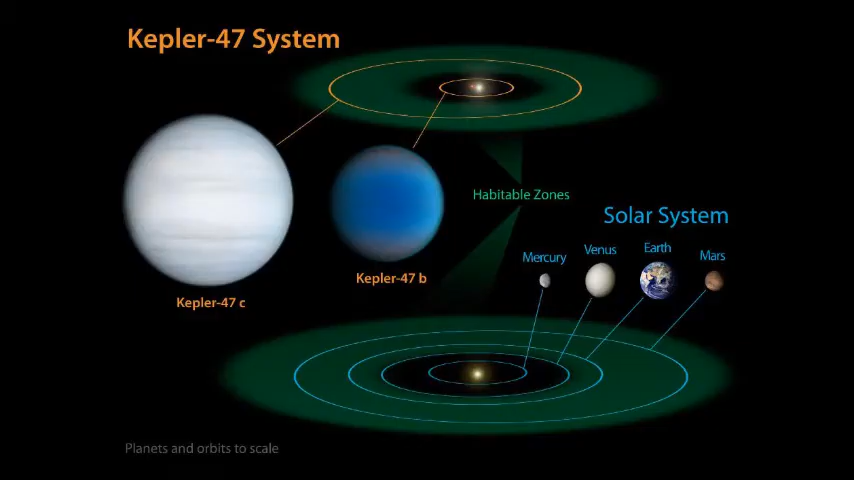 Kepler-47 System
Habitable Zones
Solar System
Mercury
Venus
Earth
Mars
Kepler-47 b
Kepler-47 c
Planets and orbits to scale